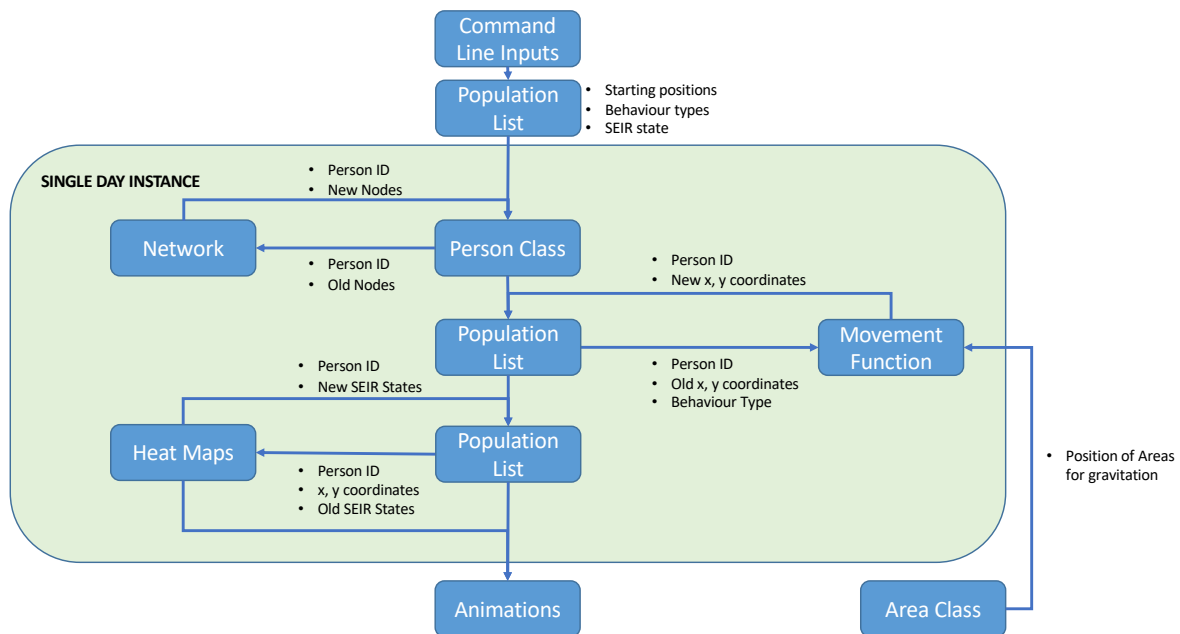 Command
Line Inputs
Population
List
• Starting positions
• Behaviour types
• SEIR state
SINGLE DAY INSTANCE
• Person ID
• New Nodes
Network
Person Class
• Person ID
• Old Nodes
• Person ID
• New x, y coordinates
Population
List
Movement
Function
• Person ID
• New SEIR States
• Person ID
• Old x, y coordinates
• Behaviour Type
Heat Maps
Population
List
• Person ID
• x, y coordinates
• Old SEIR States
• Position of Areas
for gravitation
Animations
Area Class